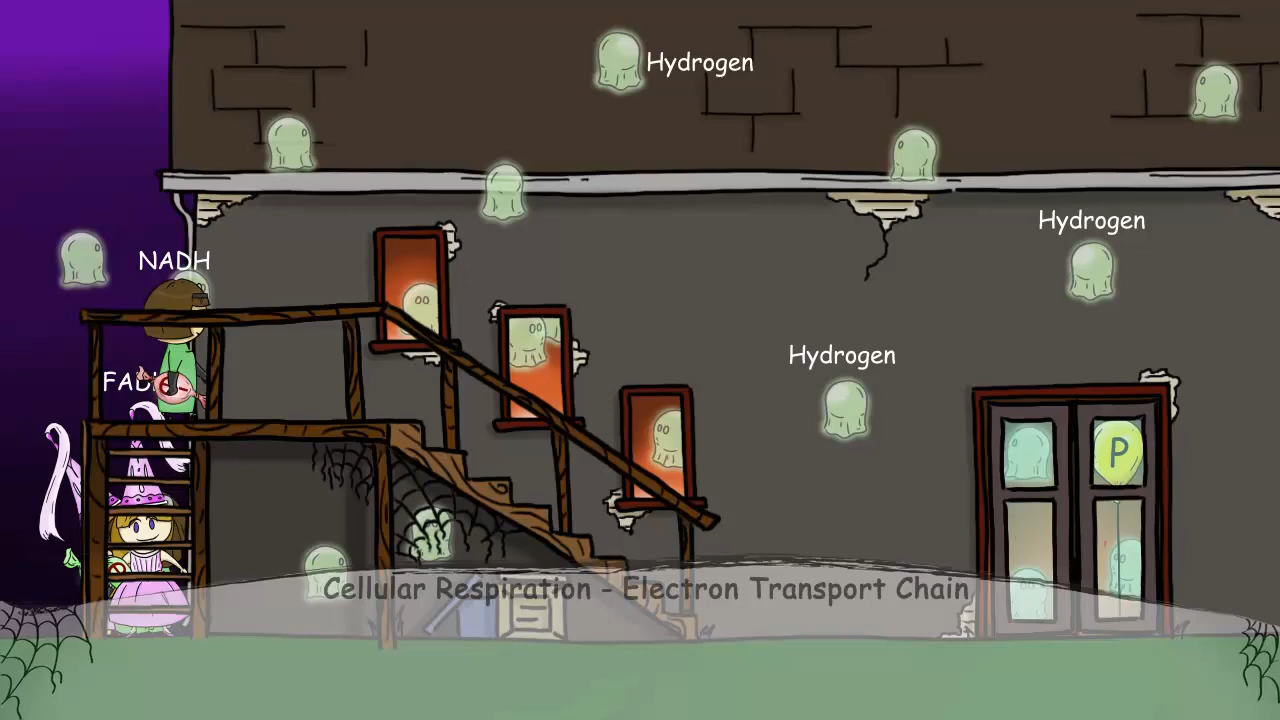 Hydrogen
Hydrogen
NADH
Hydrogen
P
Cellular Respiration - Electron Transport Chain